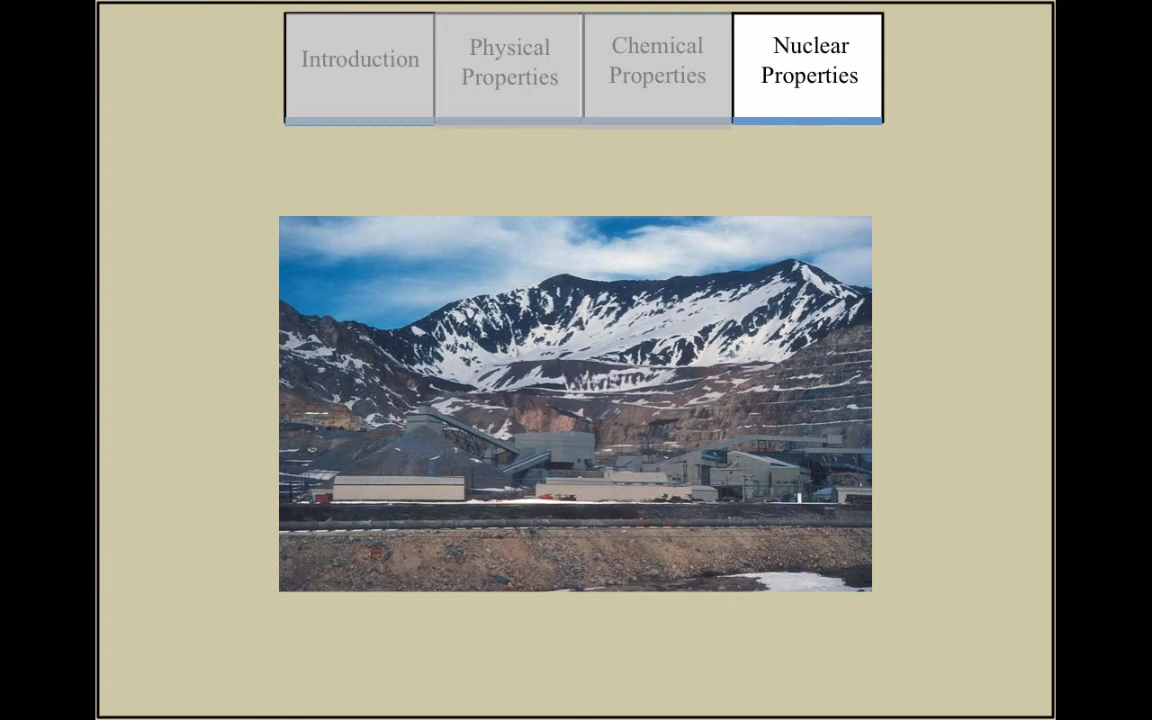 Introduction
Physical
Properties
Chemical
Properties
Nuclear
Properties